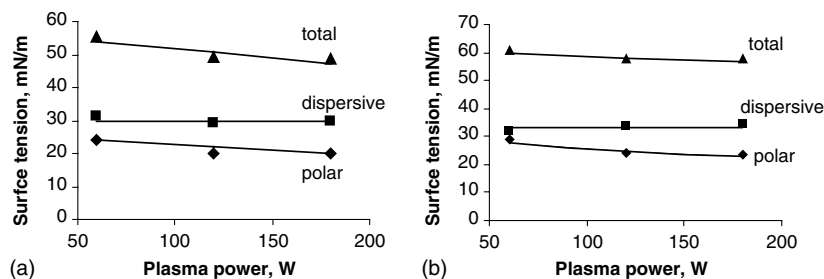 Surfce tension, mN/m
60
50
40
30
20
10
0
total
dispersive
polar
50
100
150
200
(a)
Plasma power, W
Surfce tension, mN/m
70
60
50
40
30
20
10
0
total
dispersive
polar
50
100
150
200
(b)
Plasma power, W